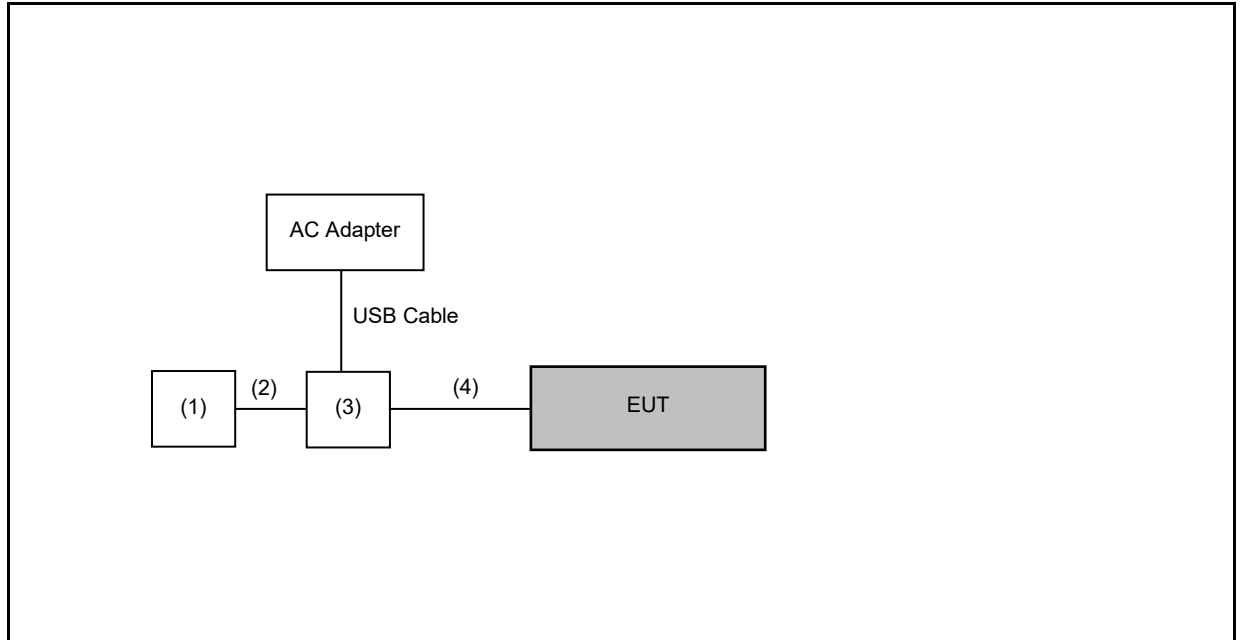 AC Adapter
USB Cable
(1)
(2)
(3)
(4)
EUT